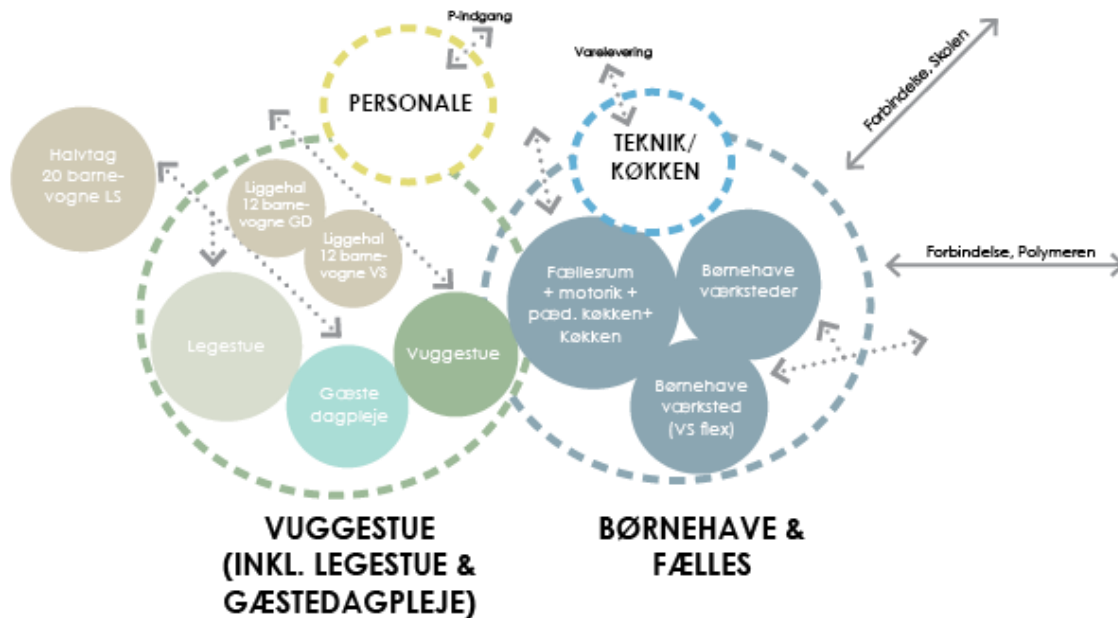 P-indgang
Varelevering
Forbindelse, Skolen
PERSONALE
TEKNIK/
KØKKEN
Halvtag
20 barne-
vogne LS
Liggehal
12 barne-
vogne GD
Liggehal
12 barne-
vogne VS
Fællesrum
+ motorik +
pæd. køkken+
Køkken
Børnehave
værksteder
Forbindelse, Polymeren
Legestue
Vuggestue
Gæste
dagpleje
Børnehave
værksted
(VS flex)
VUGGESTUE
(INKL. LEGESTUE &
GÆSTEDAGPLEJE)
BØRNEHAVE &
FÆLLES